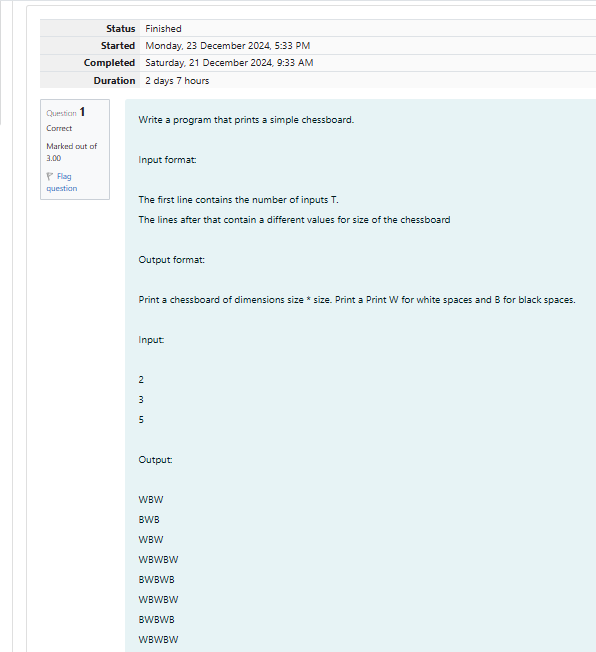 Status Finished
Started Monday, 23 December 2024, 5:33 PM
Completed Saturday, 21 December 2024, 9:33 AM
Duration 2 days 7 hours
Question 1
Correct
Marked out of
3.00
Flag
question
Write a program that prints a simple chessboard.
Input format:
The first line contains the number of inputs T.
The lines after that contain a different values for size of the chessboard
Output format:
Print a chessboard of dimensions size * size. Print a Print W for white spaces and B for black spaces.
Input:
2
3
5
Output:
WBW
BWB
WBW
WBWBW
BWBWB
WBWBW
BWBWB
WBWBW